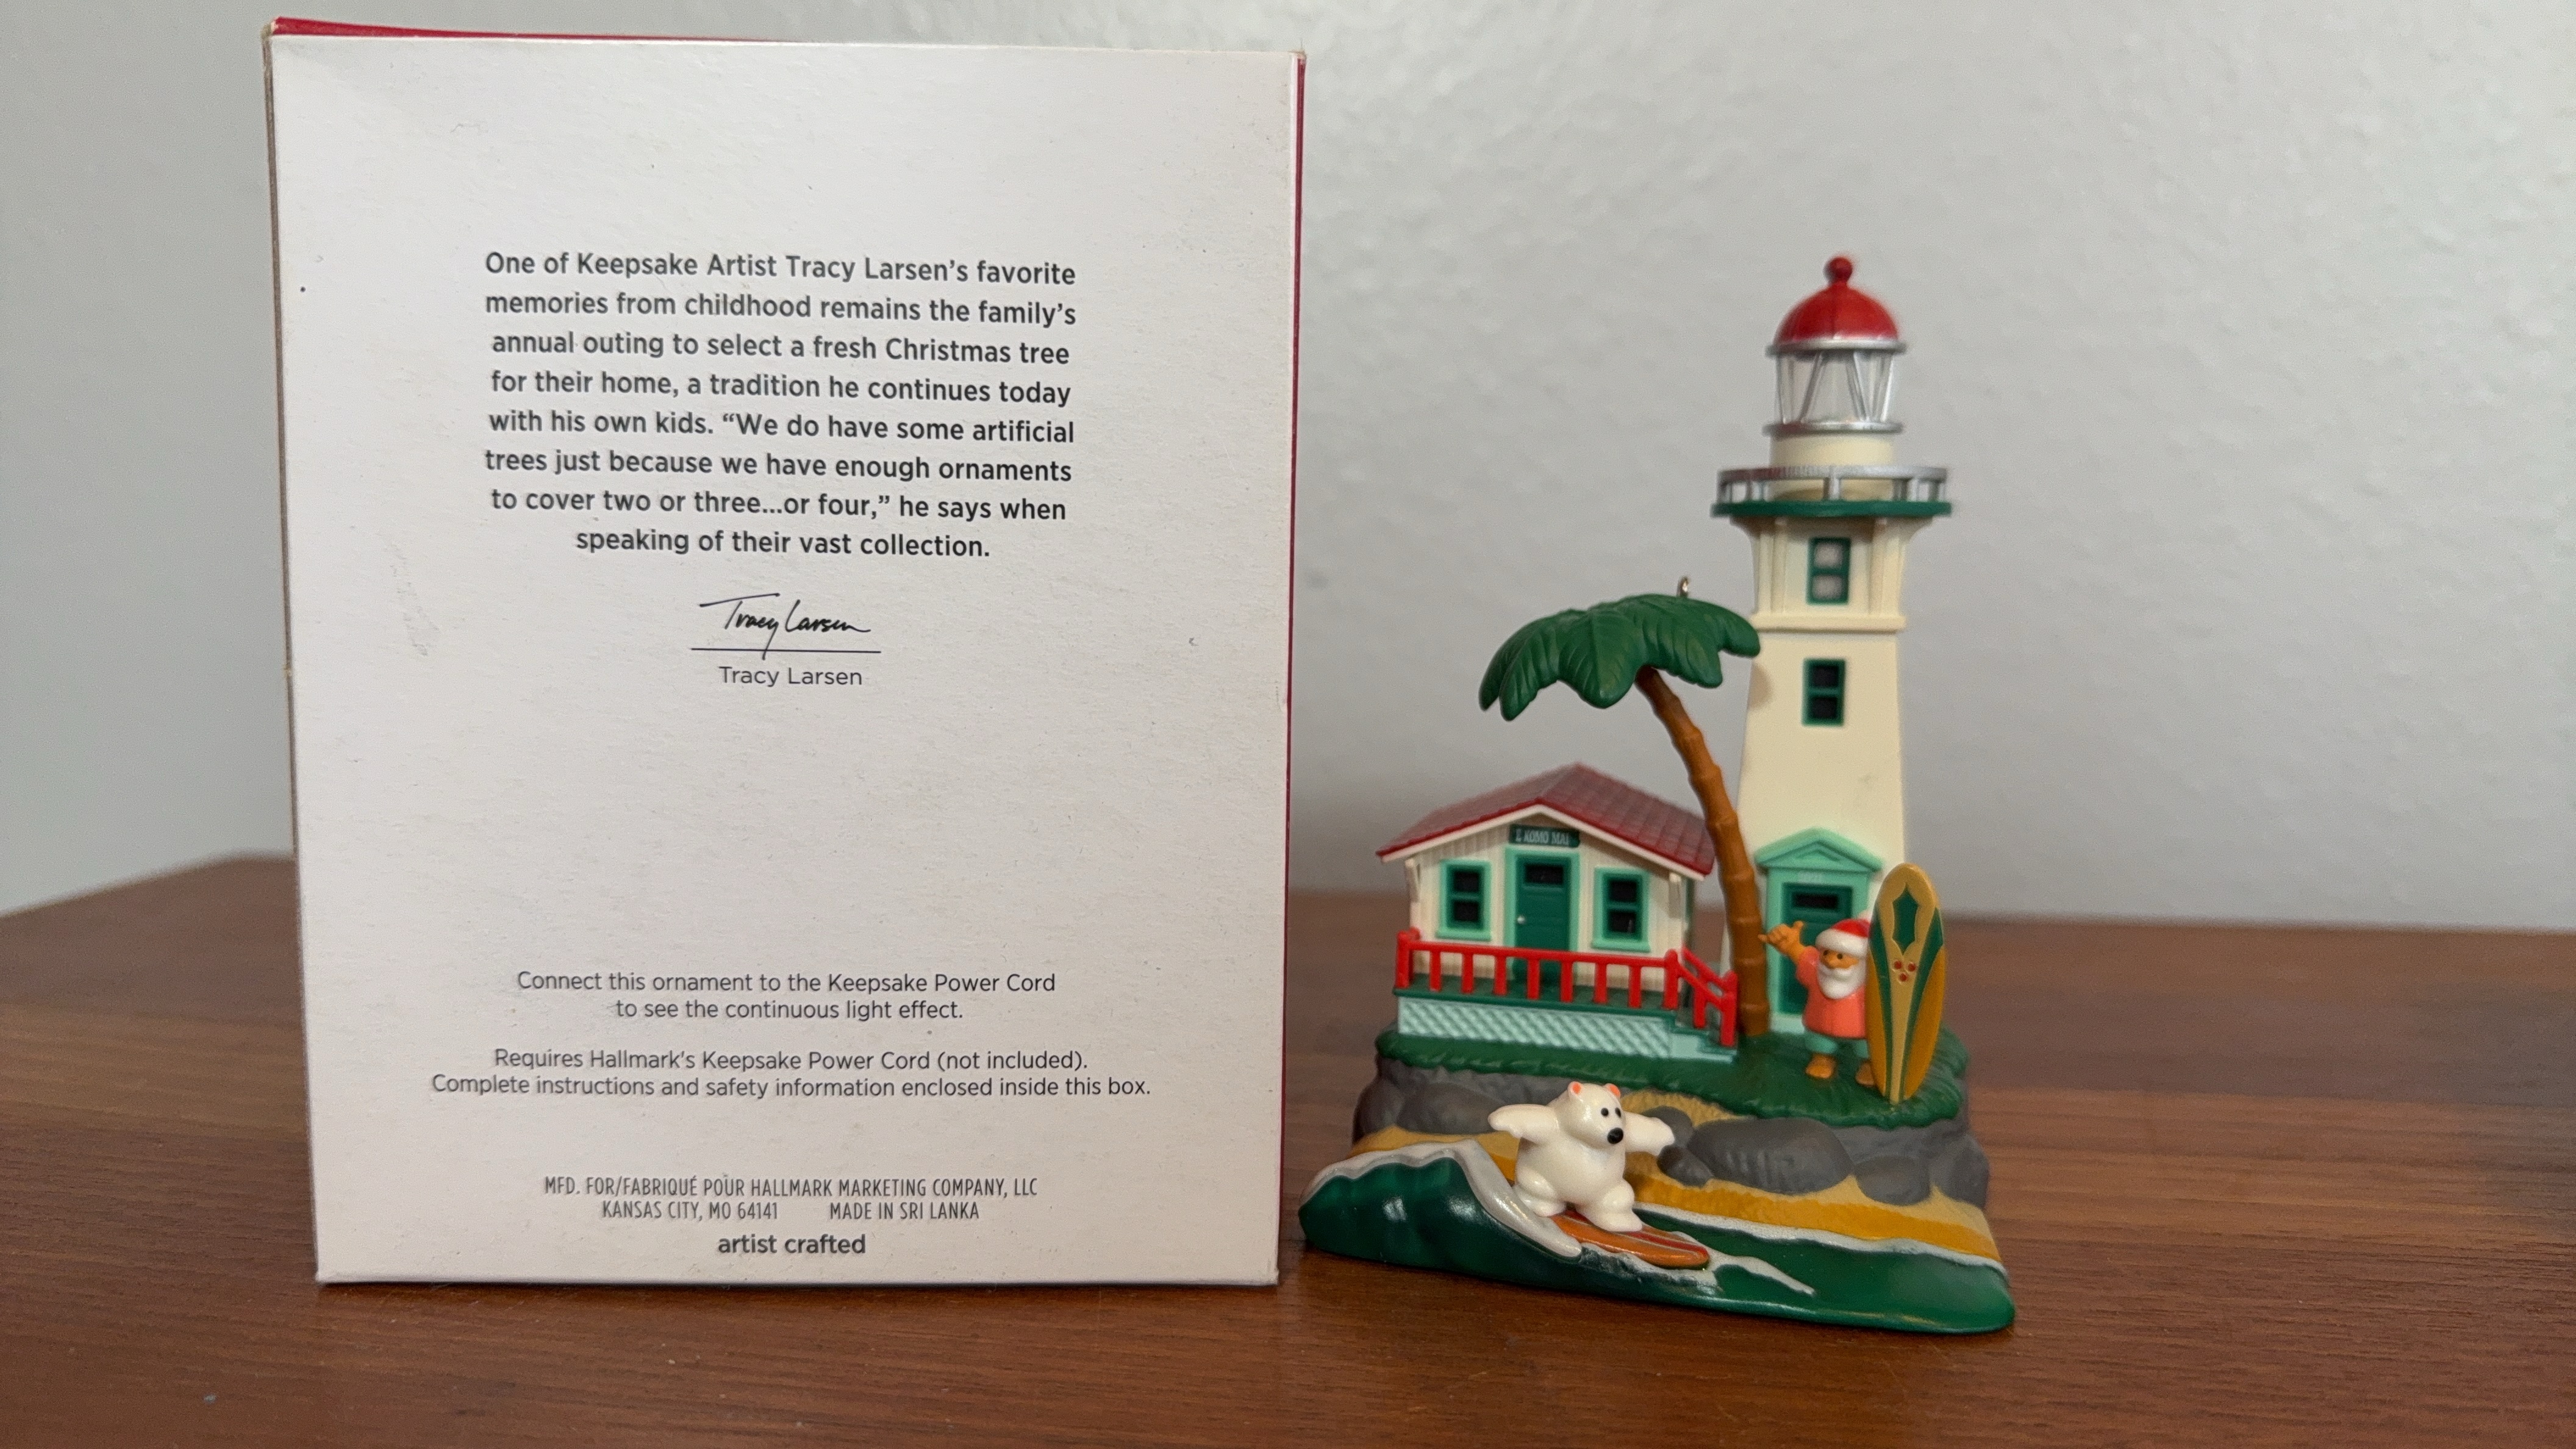 One of Keepsake Artist Tracy Larsen's favorite
memories from childhood remains the family's
annual outing to select a fresh Christmas tree
for their home, a tradition he continues today
with his own kids. “We do have some artificial
trees just because we have enough ornaments
to cover two or three...or four,” he says when
speaking of their vast collection.
Tracy Larsen
Tracy Larsen
Connect this ornament to the Keepsake Power Cord
to see the continuous light effect.
Requires Hallmark's Keepsake Power Cord (not included).
Complete instructions and safety information enclosed inside this box.
MFD. FOR/FABRIQUÉ POUR HALLMARK MARKETING COMPANY, LLC
KANSAS CITY, MO 64141 MADE IN SRI LANKA
artist crafted
E KOMO MAI